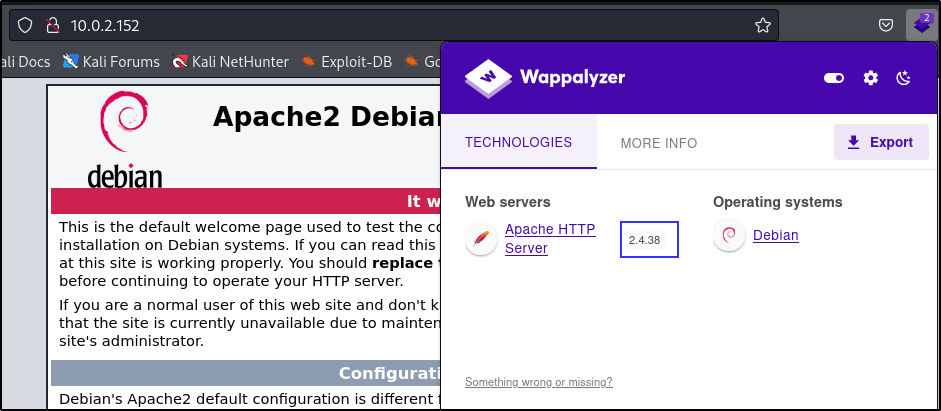 10.0.2.152
2
ali Docs Kali Forums Kali NetHunter Exploit-DB
Wappalyzer
TECHNOLOGIES MORE INFO Export
Web servers
Apache HTTP Server
2.4.38
Operating systems
Debian
Something wrong or missing?
debian
Apache2 Debia
It w
This is the default welcome page used to test the co
installation on Debian systems. If you can read this
at this site is working properly. You should replace
before continuing to operate your HTTP server.
If you are a normal user of this web site and don't k
that the site is currently unavailable due to mainten
site's administrator.
Configurati
Debian's Apache2 default configuration is different